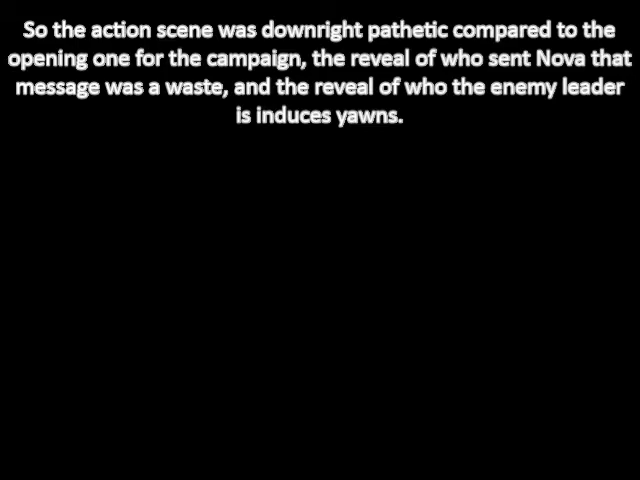 So the action scene was downright pathetic compared to the
opening one for the campaign, the reveal of who sent Nova that
message was a waste, and the reveal of who the enemy leader
is induces yawns.